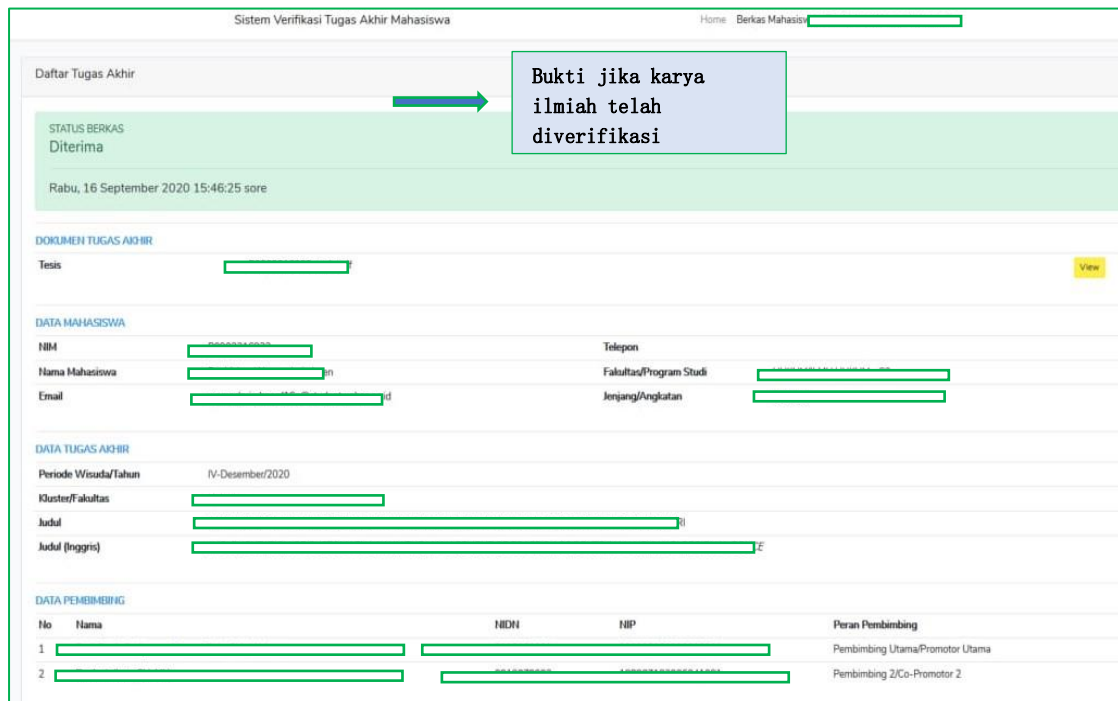 Sistem Verifikasi Tugas Akhir Mahasiswa
Home Berkas Mahasisw
Daftar Tugas Akhir
Bukti jika karya
ilmiah telah
diverifikasi
STATUS BERKAS
Diterima
Rabu, 16 September 2020 15:46:25 sore
DOKUMEN TUGAS AKHIR
Tesis View
DATA MAHASISWA
NIM Telepon
Nama Mahasiswa en Fakultas/Program Studi
Email id Jenjang/Angkatan
DATA TUGAS AKHIR
Periode Wisuda/Tahun IV-Desember/2020
Kluster/Fakultas
Judul RI
Judul (Inggris) CE
DATA PEMBIMBING
No Nama NIDN NIP Peran Pembimbing
1 Pembimbing Utama/Promotor Utama
2 Pembimbing 2/Co-Promotor 2